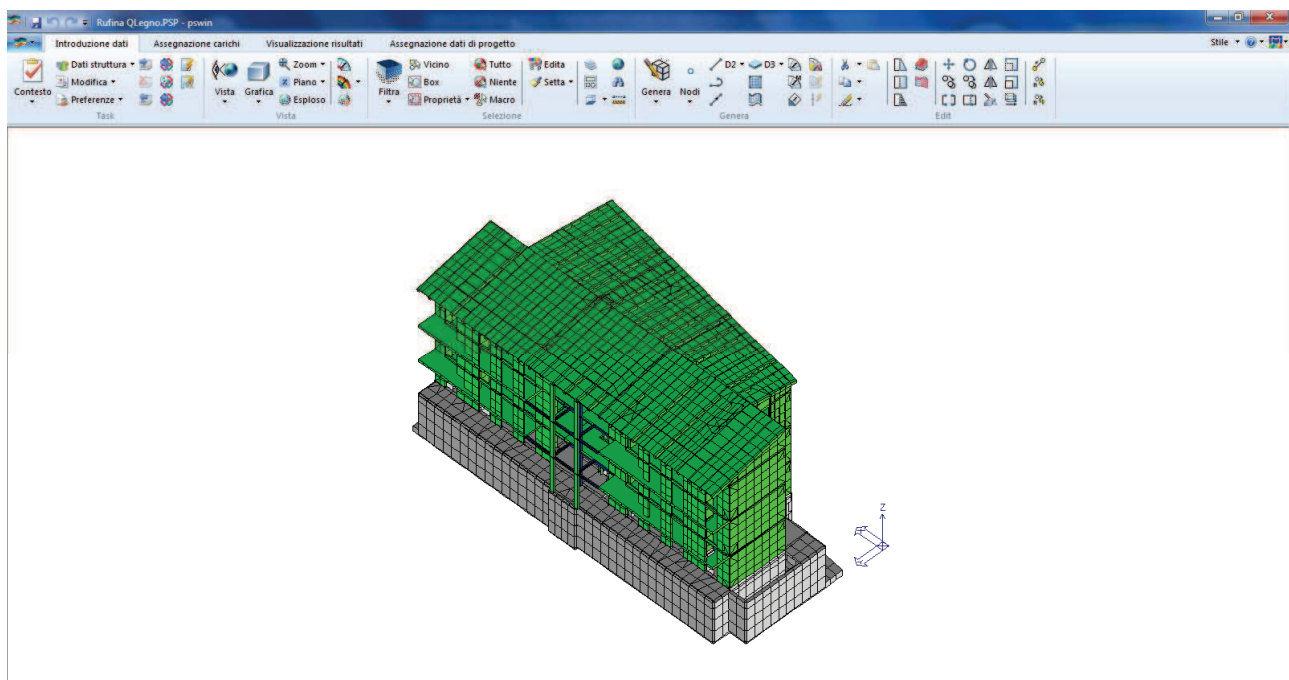 Rufina QLegno.PSP - pswin
Introduzione dati Assegnazione carichi Visualizzazione risultati Assegnazione dati di progetto Stile
Dati struttura Zoom Vicino Tutto Edita D2 D3
Contesto Modifica Vista Grafica Piano Filtra Box Niente Setta Genera Nodi
Preferenze Esploso Proprietà Macro
Task Vista Selezione Genera Edit
Z